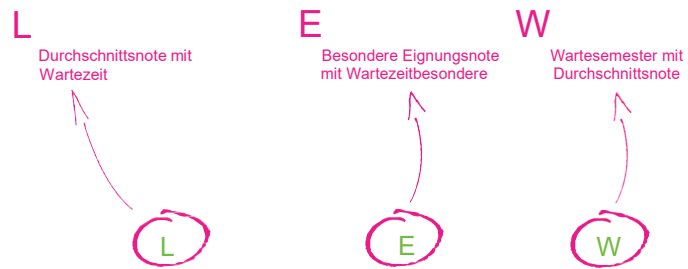 L
Durchschnittsnote mit
Wartezeit
E
Besondere Eignungsnote
mit Wartezeitbesondere
W
Wartesemester mit
Durchschnittsnote
L
E
W